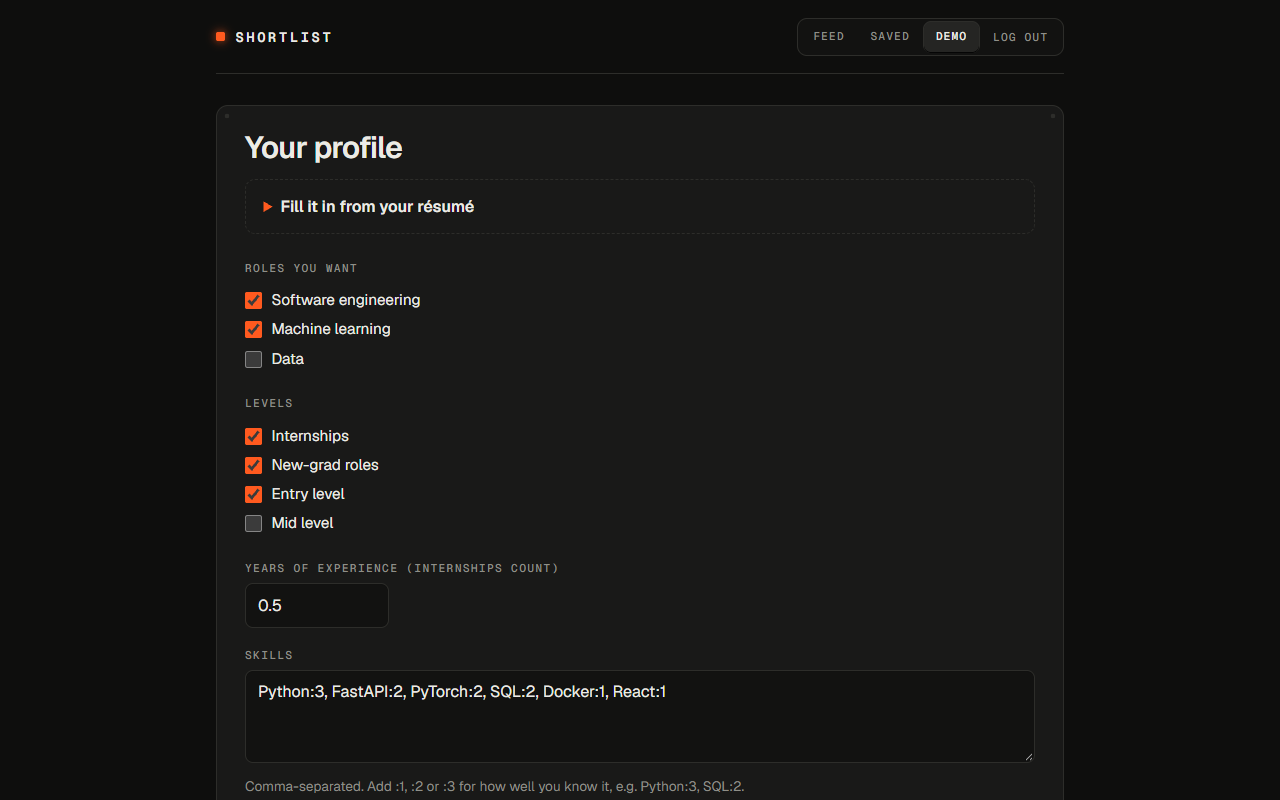 SHORTLIST
FEED SAVED DEMO LOG OUT
Your profile
Fill it in from your résumé
ROLES YOU WANT
Software engineering
Machine learning
Data
LEVELS
Internships
New-grad roles
Entry level
Mid level
YEARS OF EXPERIENCE (INTERNSHIPS COUNT)
0.5
SKILLS
Python:3, FastAPI:2, PyTorch:2, SQL:2, Docker:1, React:1
Comma-separated. Add :1, :2 or :3 for how well you know it, e.g. Python:3, SQL:2.